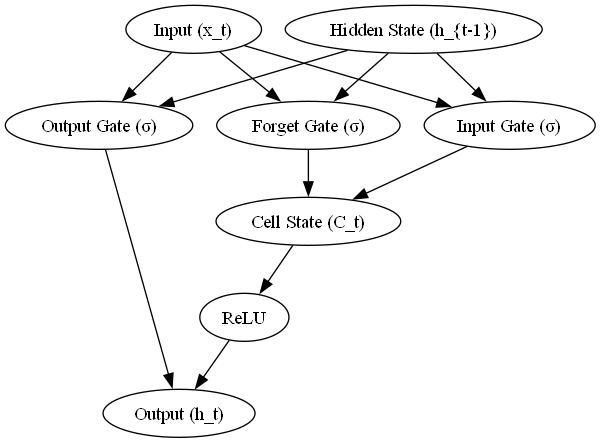 Input (x_t)
Hidden State (h_{t-1})
Output Gate (σ)
Forget Gate (σ)
Input Gate (σ)
Cell State (C_t)
ReLU
Output (h_t)